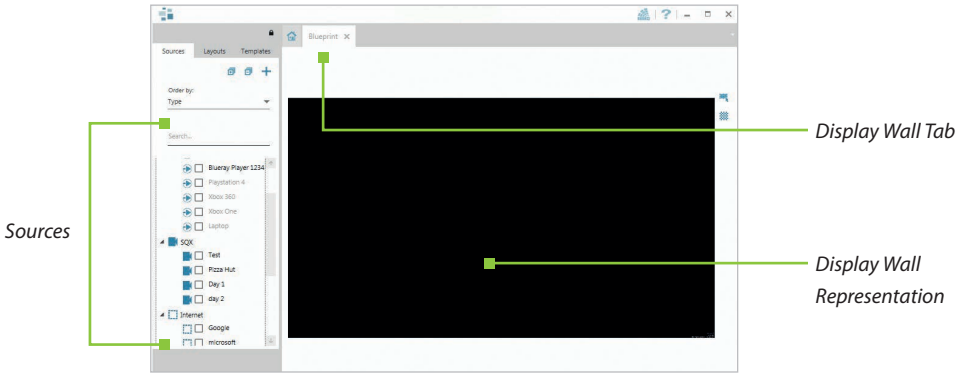 Blueprint
Sources Layouts Templates
Order by:
Type
Search...
Blueray Player 1234
Playstation 4
Xbox 360
Xbox One
Laptop
SQX
Test
Pizza Hut
Day 1
day 2
Internet
Google
microsoft
Sources
Display Wall Tab
Display Wall
Representation